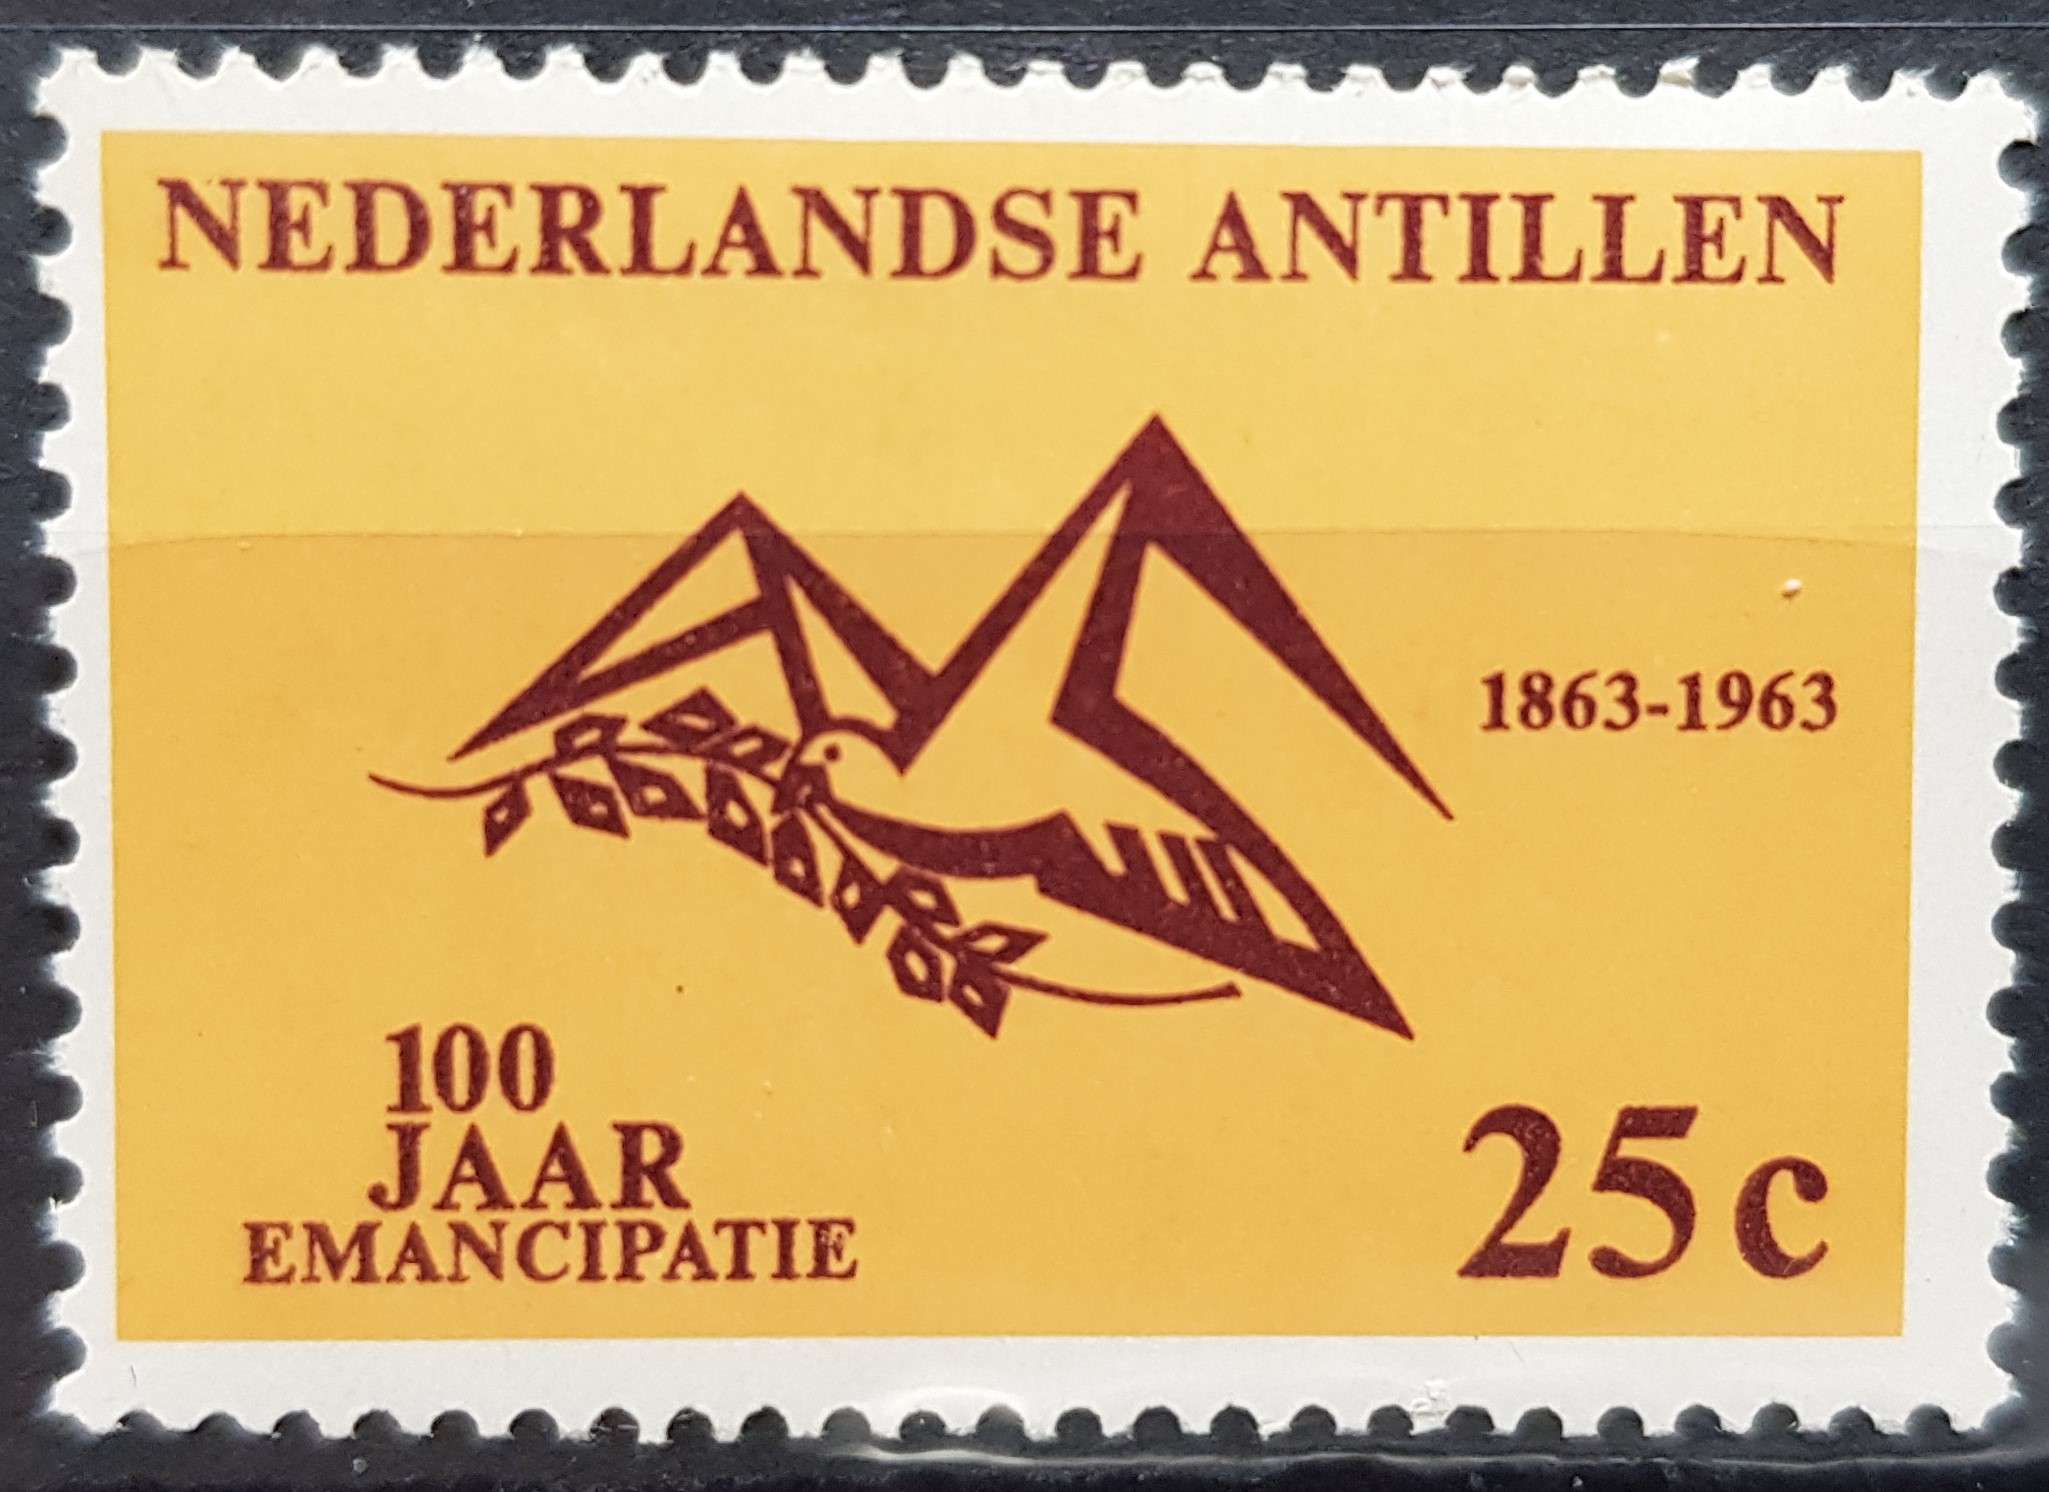 NEDERLANDSE ANTILLEN
1863-1963
100
JAAR
EMANCIPATIE
25c